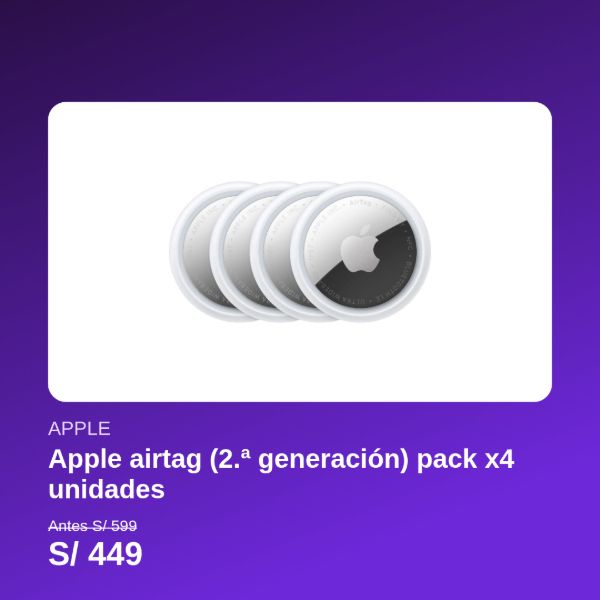 APPLE
Apple airtag (2.ª generación) pack x4
unidades
Antes S/ 599
S/ 449